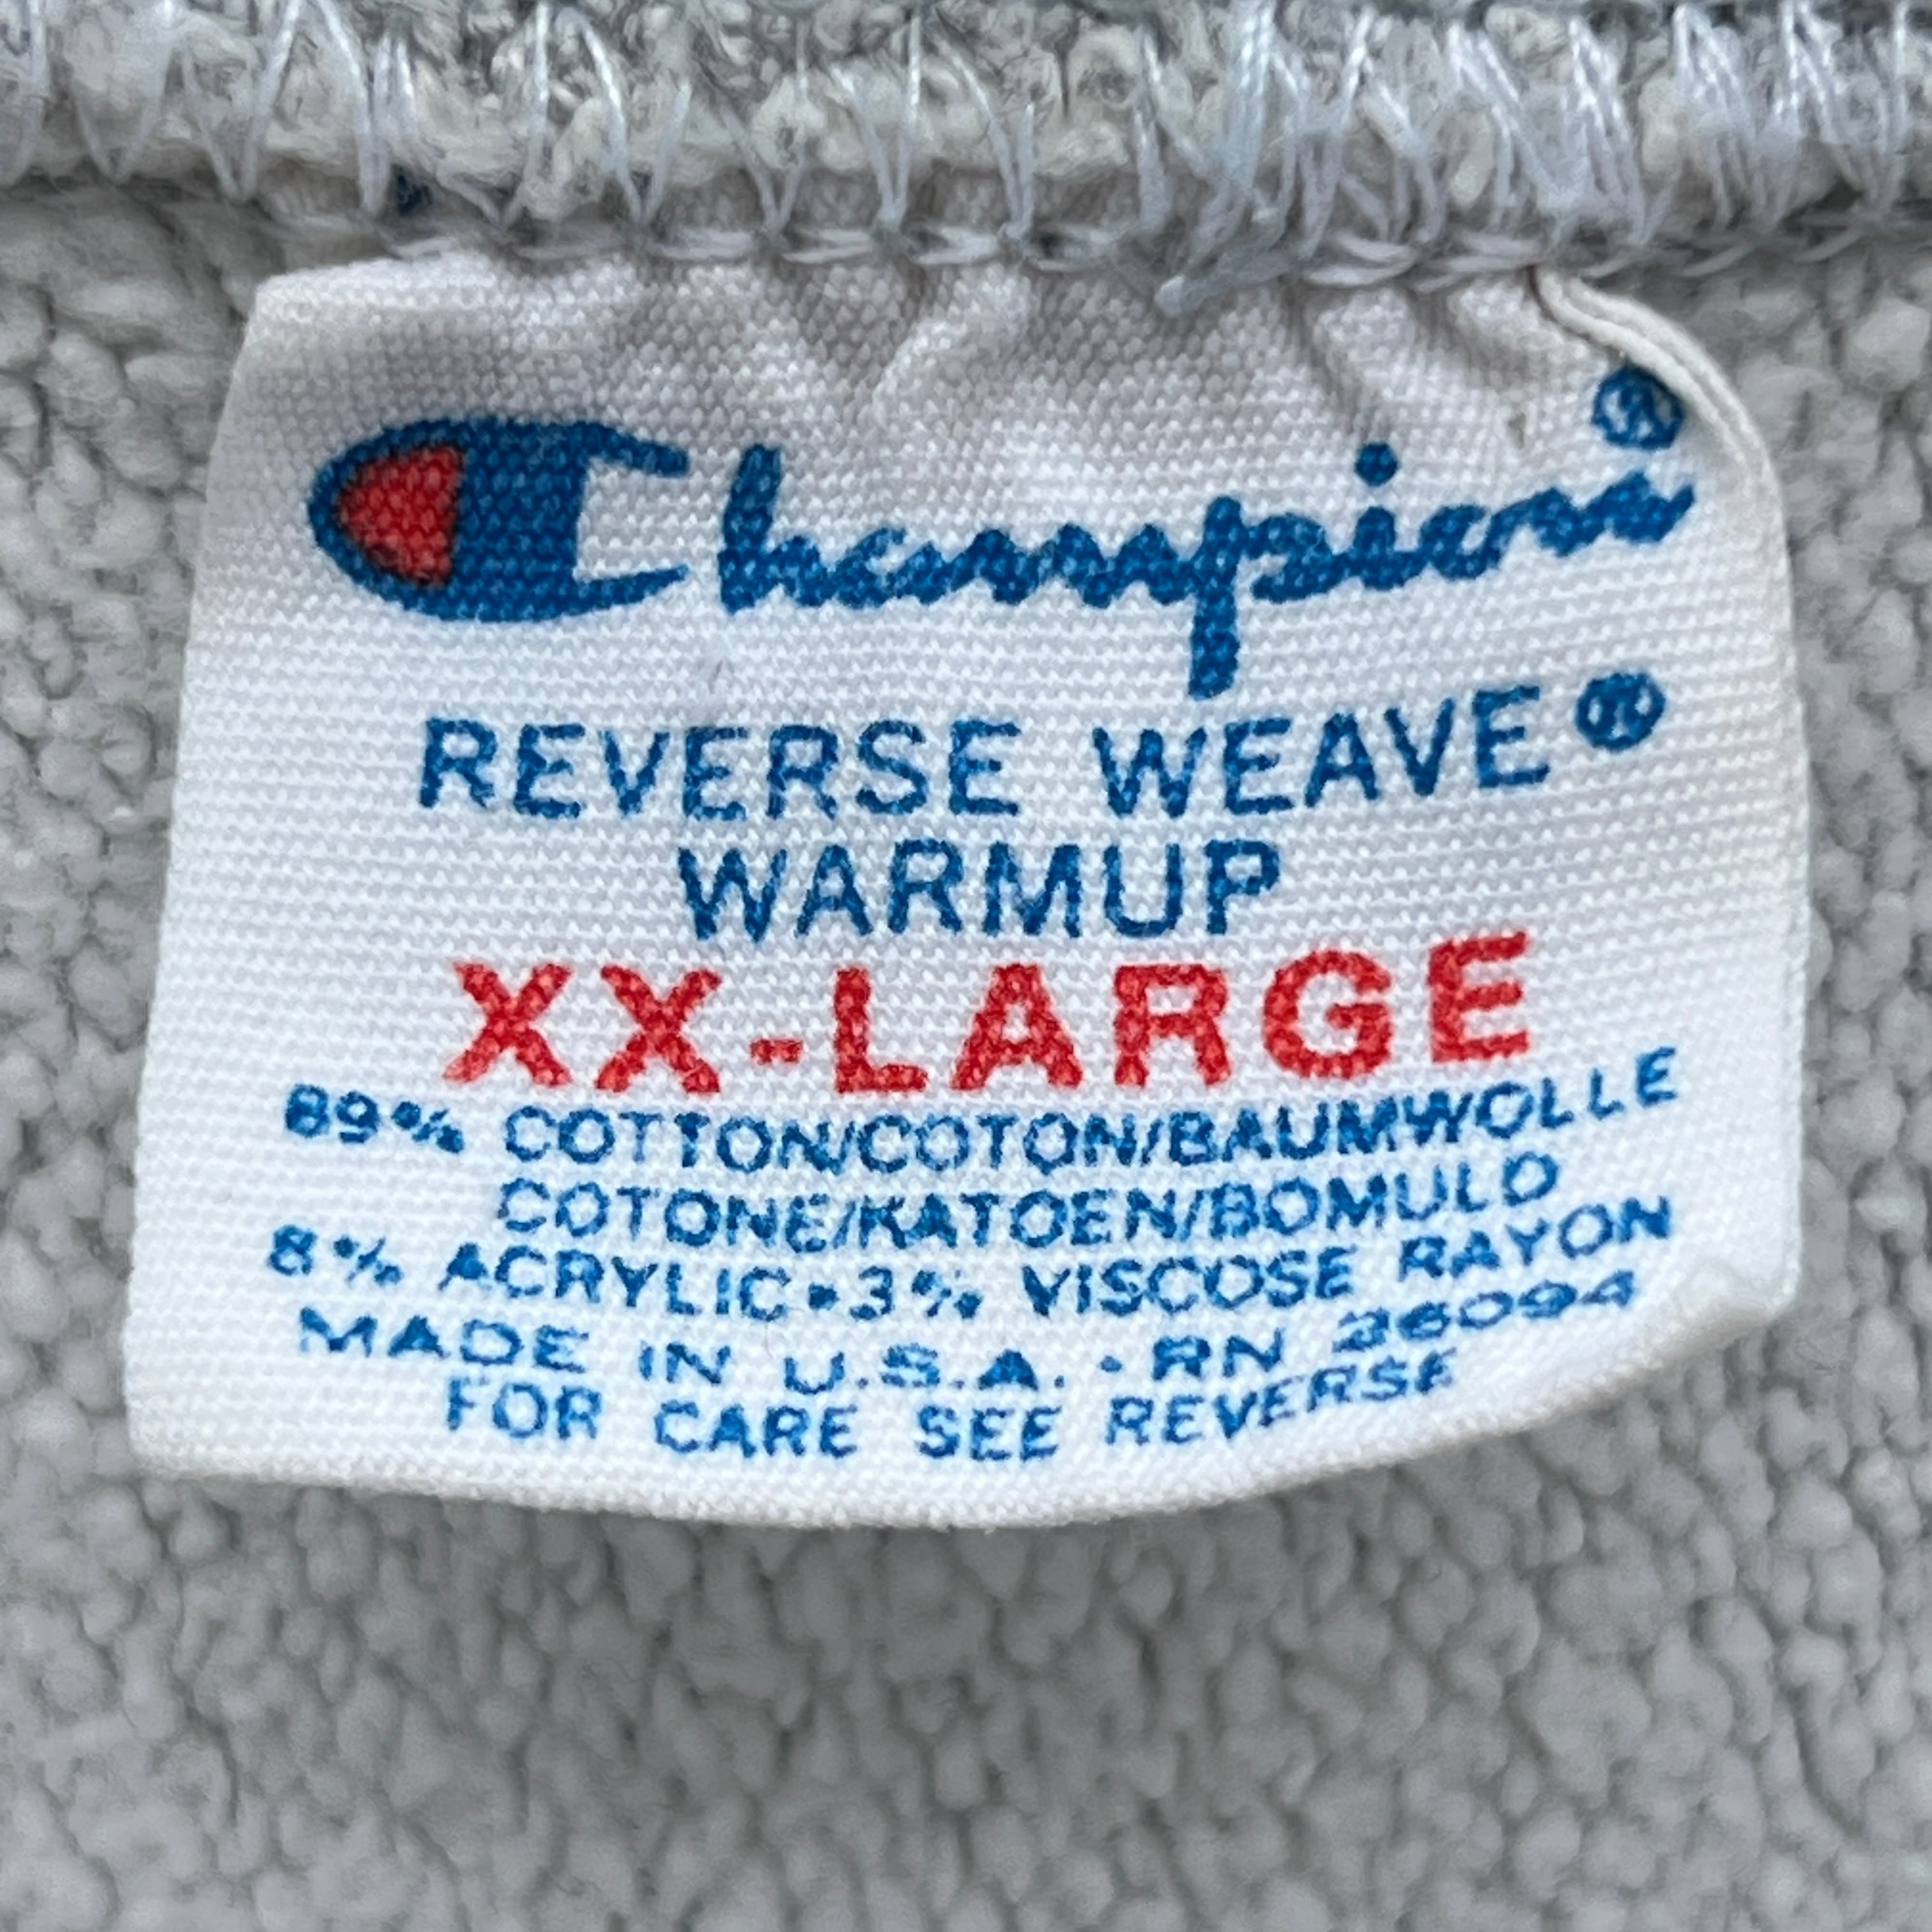 Champion®
REVERSE WEAVE®
WARMUP
XX-LARGE
89% COTTON/COTON/BAUMWOLLE
COTONE/KATOEN/BOMULD
8% ACRYLIC•3% VISCOSE RAYON
MADE IN U.S.A. • RN 26094
FOR CARE SEE REVERSE